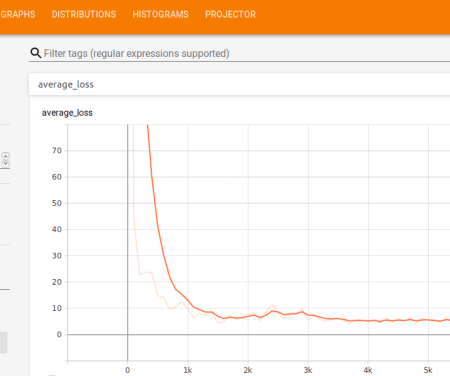 GRAPHS DISTRIBUTIONS HISTOGRAMS PROJECTOR
Filter tags (regular expressions supported)
average_loss
average_loss
70
60
50
40
30
20
10
0
0 1k 2k 3k 4k 5k